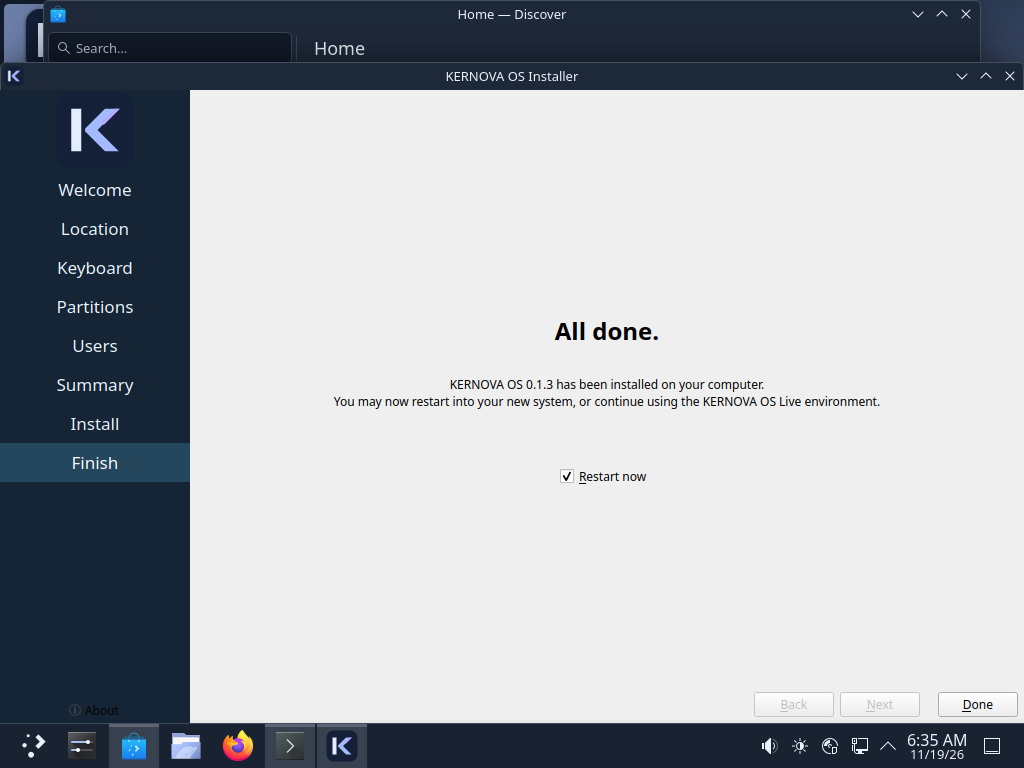 Home — Discover
Search...
Home
KERNOVA OS Installer
K
Welcome
Location
Keyboard
Partitions
Users
Summary
Install
Finish
All done.
KERNOVA OS 0.1.3 has been installed on your computer.
You may now restart into your new system, or continue using the KERNOVA OS Live environment.
Restart now
About
Back
Next
Done
6:35 AM
11/19/26